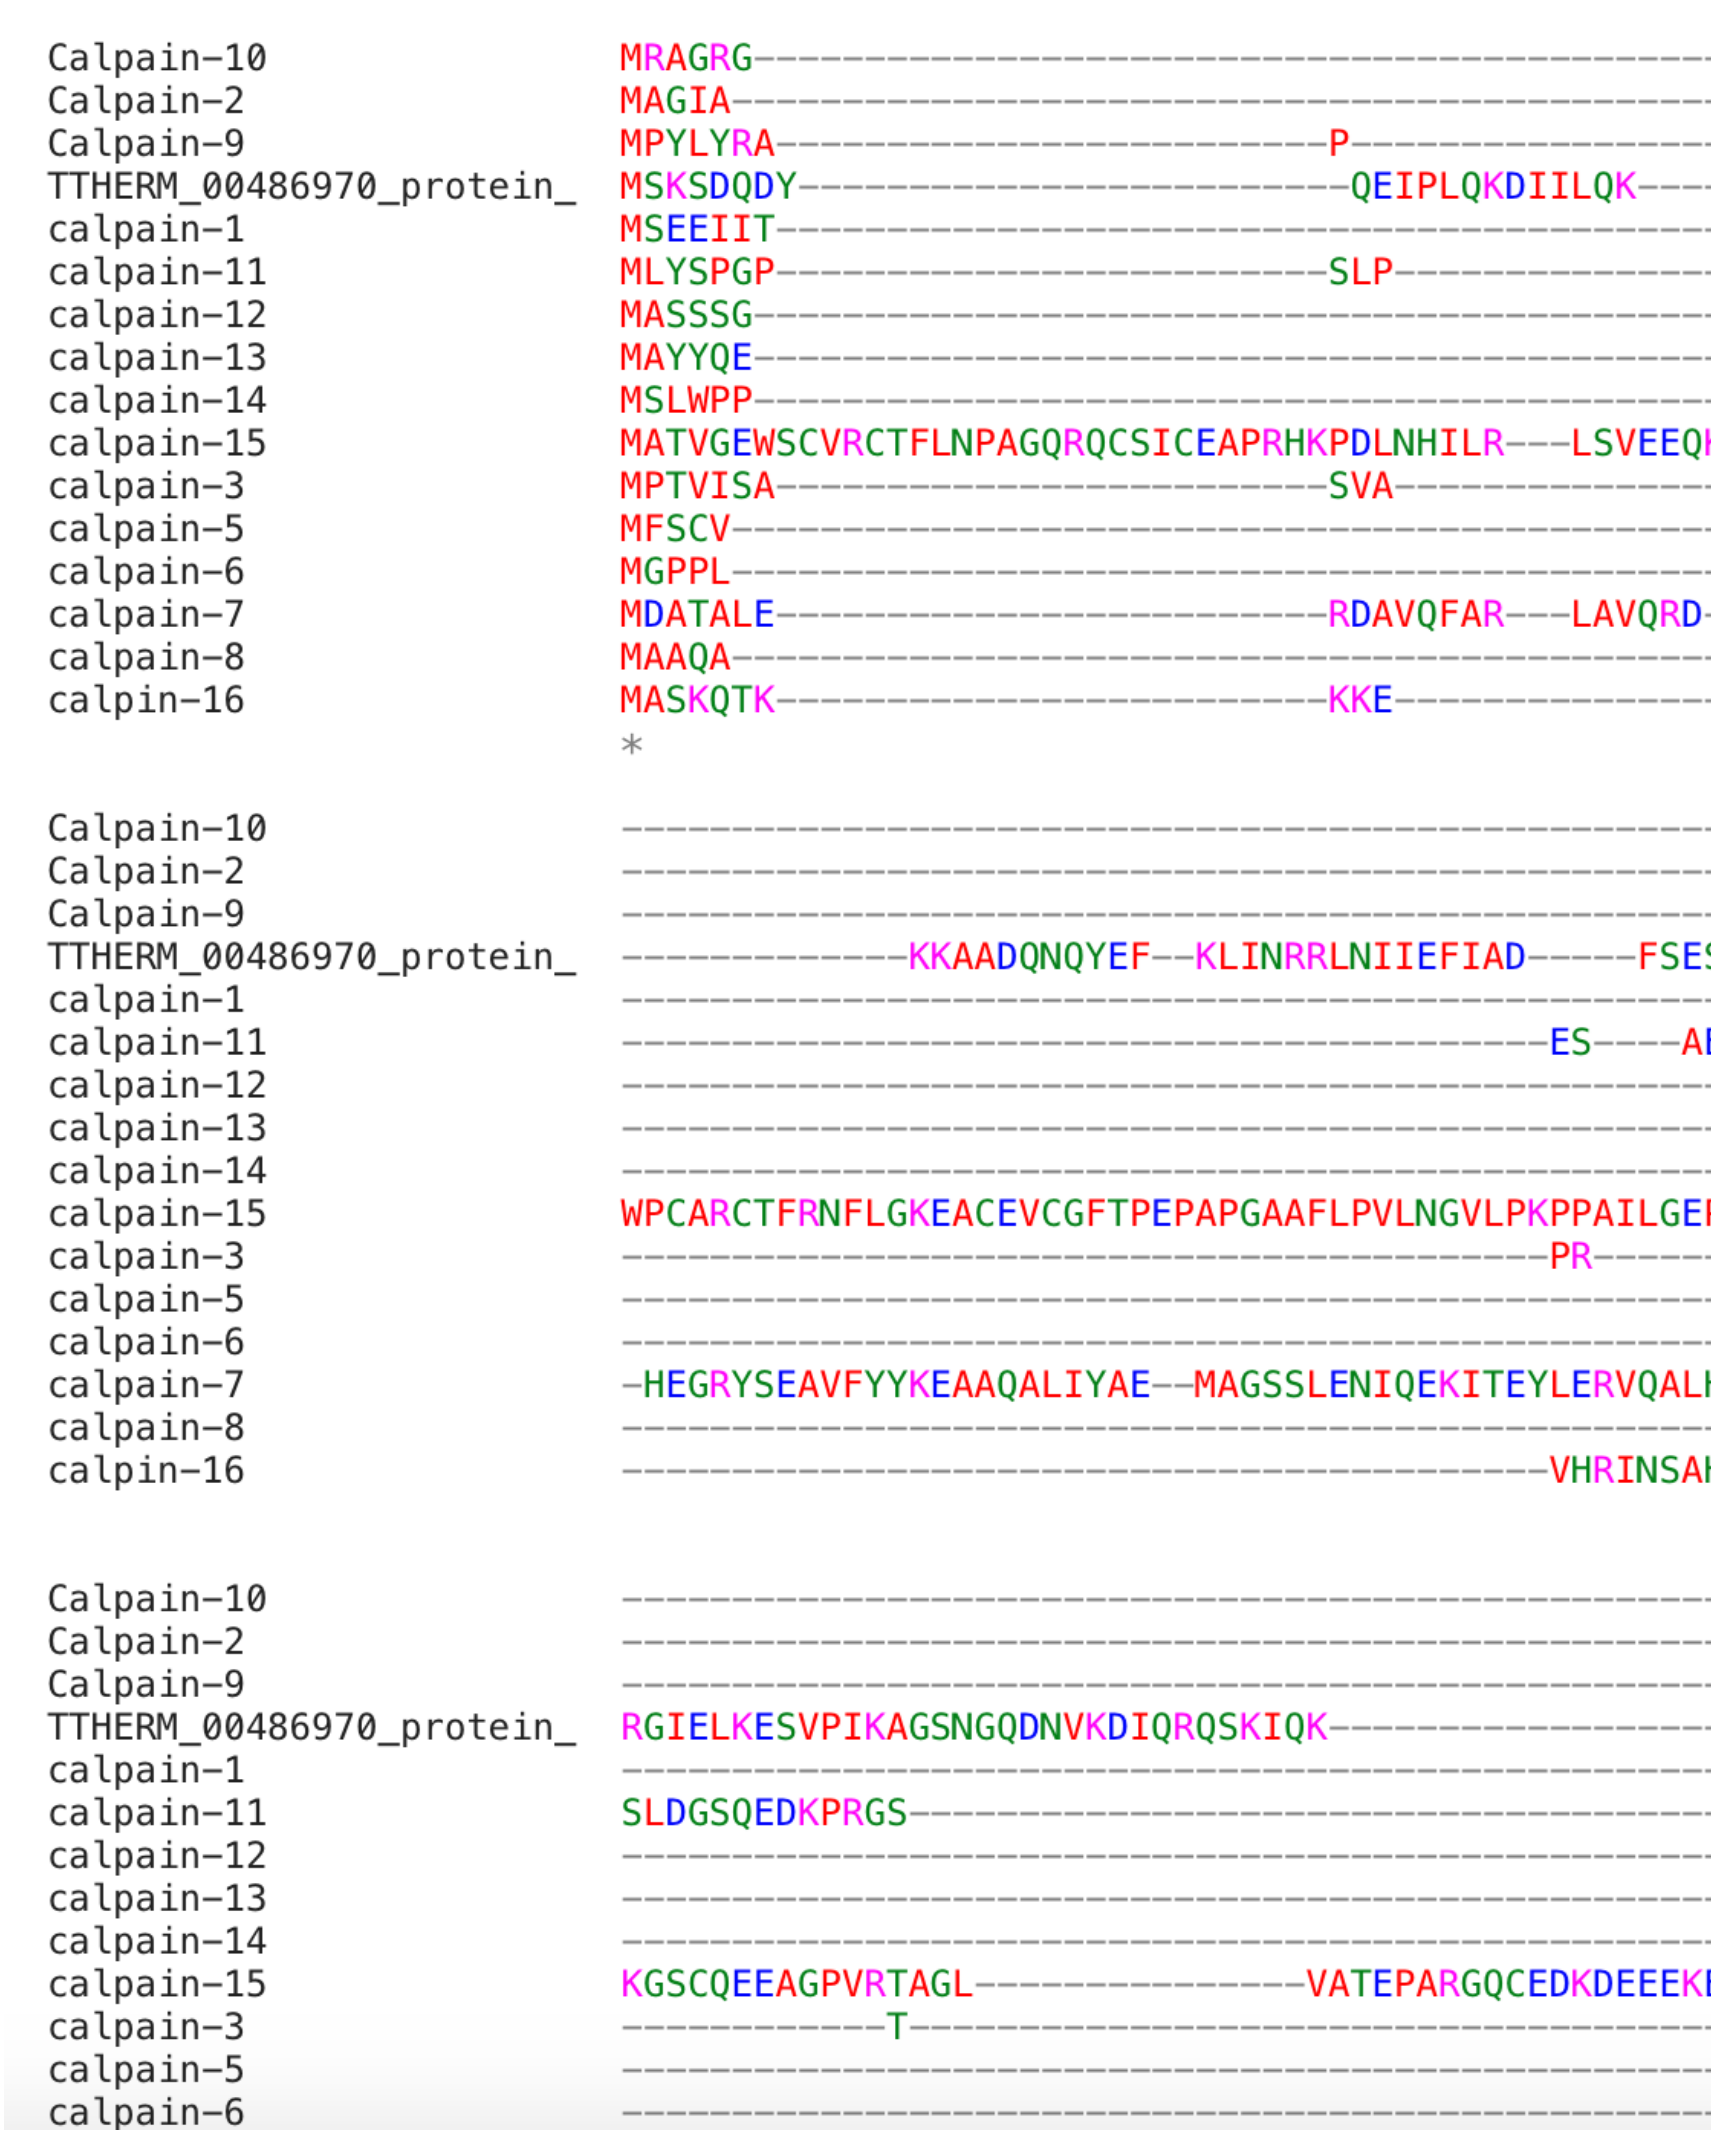 Calpain-10 MRAGRG--------------------------------------------
Calpain-2 MAGIA---------------------------------------------
Calpain-9 MPYLYRA-------------------------P-----------------
TTHERM_00486970_protein_ MSKSDQDY-------------------------QEIPLQKDIILQK----
calpain-1 MSEEIIT-------------------------------------------
calpain-11 MLYSPGP-------------------------SLP---------------
calpain-12 MASSSG--------------------------------------------
calpain-13 MAYYQE--------------------------------------------
calpain-14 MSLWPP--------------------------------------------
calpain-15 MATVGEWSCVRCTFLNPAGQRQCSICEAPRHKPDLNHILR---LSVEEQ
calpain-3 MPTVISA-------------------------SVA---------------
calpain-5 MFSCV---------------------------------------------
calpain-6 MGPPL---------------------------------------------
calpain-7 MDATALE-------------------------RDAVQFAR---LAVQRD-
calpain-8 MAAQA---------------------------------------------
calpin-16 MASKQTK-------------------------KKE---------------
*
Calpain-10 --------------------------------------------------
Calpain-2 --------------------------------------------------
Calpain-9 --------------------------------------------------
TTHERM_00486970_protein_ -------------KKAADQNQYEF--KLINRRLNIIEFIAD-----FSE
calpain-1 --------------------------------------------------
calpain-11 ------------------------------------------ES----A
calpain-12 --------------------------------------------------
calpain-13 --------------------------------------------------
calpain-14 --------------------------------------------------
calpain-15 WPCARCTFRNFLGKEACEVCGFTPEPAPGAAFLPVLNGVLPKPPAILGE
calpain-3 ------------------------------------------PR------
calpain-5 --------------------------------------------------
calpain-6 --------------------------------------------------
calpain-7 -HEGRYSEAVFYYKEAAQALIYAE--MAGSSLENIQEKITEYLERVQAL
calpain-8 --------------------------------------------------
calpin-16 ------------------------------------------VHRINSA
Calpain-10 --------------------------------------------------
Calpain-2 --------------------------------------------------
Calpain-9 --------------------------------------------------
TTHERM_00486970_protein_ RGIELKESVPIKAGSNGQDNVKDIQRQSKIQK------------------
calpain-1 --------------------------------------------------
calpain-11 SLDGSQEDKPRGS-------------------------------------
calpain-12 --------------------------------------------------
calpain-13 --------------------------------------------------
calpain-14 --------------------------------------------------
calpain-15 KGSCQEEAGPVRTAGL---------------VATEPARGQCEDKDEEEK
calpain-3 ------------T-------------------------------------
calpain-5 --------------------------------------------------
calpain-6 --------------------------------------------------